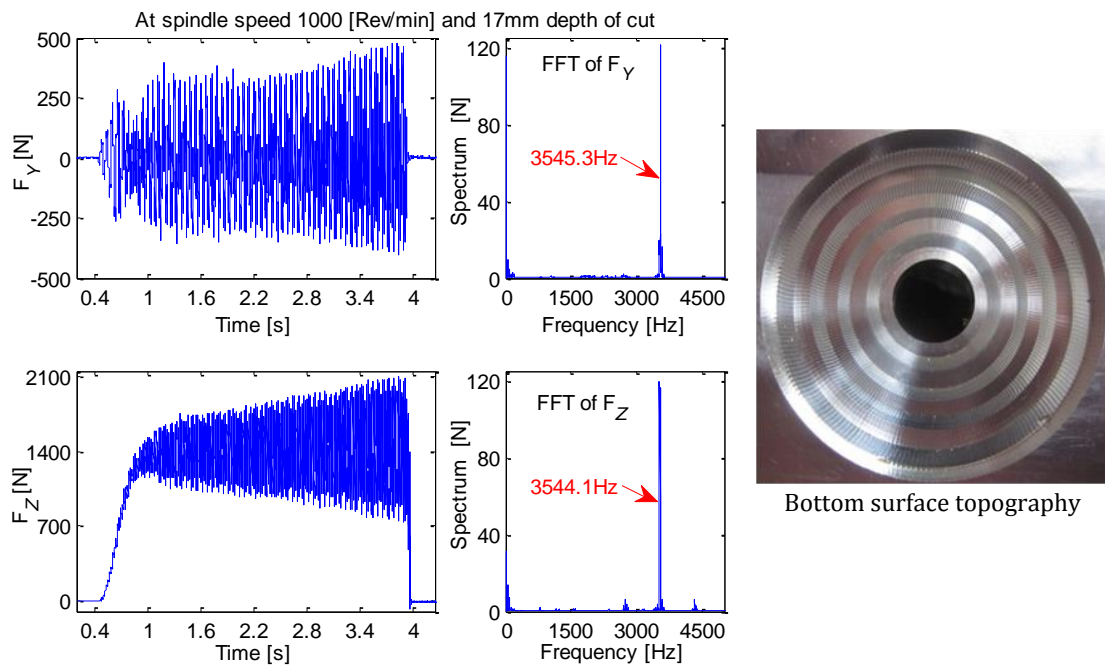 At spindle speed 1000 [Rev/min] and 17mm depth of cut
500
250
0
-250
-500
F_Y [N]
0.4 1 1.6 2.2 2.8 3.4 4
Time [s]
120
80
40
0
Spectrum [N]
FFT of F_Y
3545.3Hz
0 1500 3000 4500
Frequency [Hz]
2100
1400
700
0
F_Z [N]
0.4 1 1.6 2.2 2.8 3.4 4
Time [s]
120
80
40
0
Spectrum [N]
FFT of F_Z
3544.1Hz
0 1500 3000 4500
Frequency [Hz]
Bottom surface topography